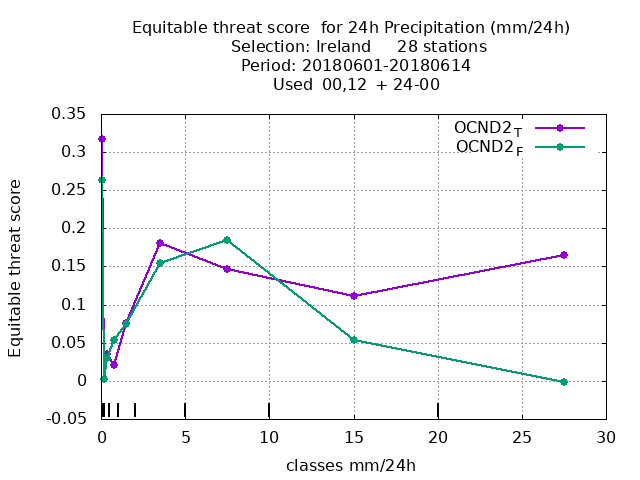 Equitable threat score  for 24h Precipitation (mm/24h)
Selection: Ireland     28 stations
Period: 20180601-20180614
Used  00,12  + 24-00
OCND2T
OCND2F
0.35
0.3
0.25
0.2
0.15
0.1
0.05
0
-0.05
Equitable threat score
0 5 10 15 20 25 30
classes mm/24h